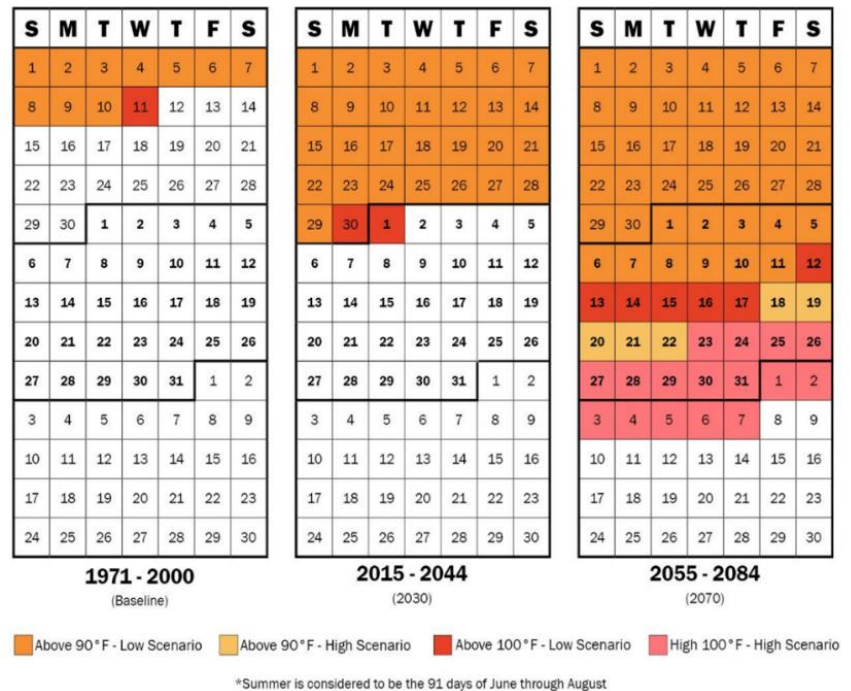 S M T W T F S
1 2 3 4 5 6 7
8 9 10 11 12 13 14
15 16 17 18 19 20 21
22 23 24 25 26 27 28
29 30 1 2 3 4 5
6 7 8 9 10 11 12
13 14 15 16 17 18 19
20 21 22 23 24 25 26
27 28 29 30 31 1 2
3 4 5 6 7 8 9
10 11 12 13 14 15 16
17 18 19 20 21 22 23
24 25 26 27 28 29 30
1971 - 2000
(Baseline)
S M T W T F S
1 2 3 4 5 6 7
8 9 10 11 12 13 14
15 16 17 18 19 20 21
22 23 24 25 26 27 28
29 30 1 2 3 4 5
6 7 8 9 10 11 12
13 14 15 16 17 18 19
20 21 22 23 24 25 26
27 28 29 30 31 1 2
3 4 5 6 7 8 9
10 11 12 13 14 15 16
17 18 19 20 21 22 23
24 25 26 27 28 29 30
2015 - 2044
(2030)
S M T W T F S
1 2 3 4 5 6 7
8 9 10 11 12 13 14
15 16 17 18 19 20 21
22 23 24 25 26 27 28
29 30 1 2 3 4 5
6 7 8 9 10 11 12
13 14 15 16 17 18 19
20 21 22 23 24 25 26
27 28 29 30 31 1 2
3 4 5 6 7 8 9
10 11 12 13 14 15 16
17 18 19 20 21 22 23
24 25 26 27 28 29 30
2055 - 2084
(2070)
Above 90°F - Low Scenario
Above 90°F - High Scenario
Above 100°F - Low Scenario
High 100°F - High Scenario
*Summer is considered to be the 91 days of June through August